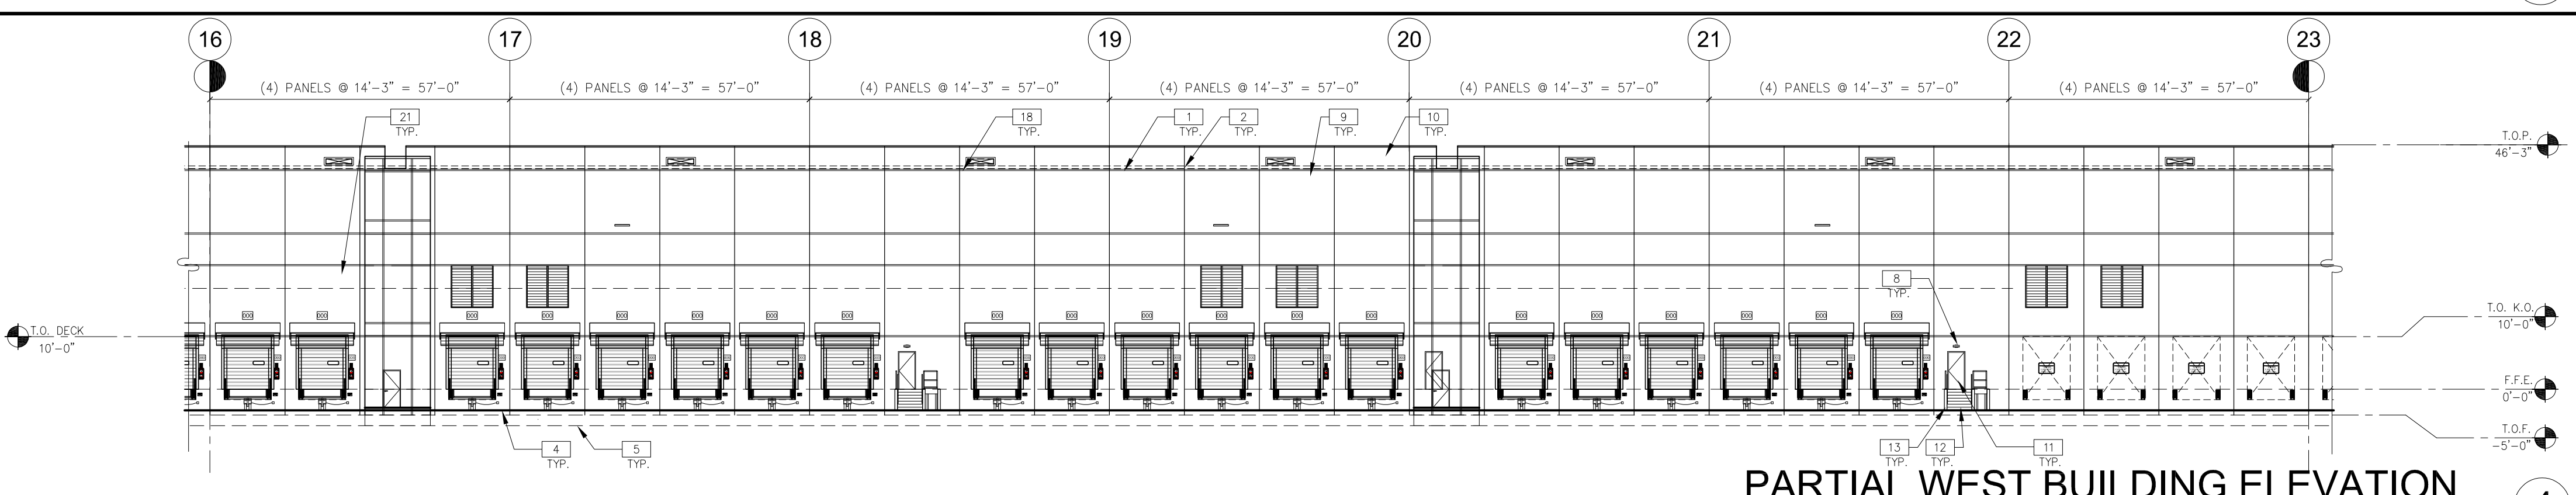 16 17 18 19 20 21 22 23
(4) PANELS @ 14'-3" = 57'-0" (4) PANELS @ 14'-3" = 57'-0" (4) PANELS @ 14'-3" = 57'-0" (4) PANELS @ 14'-3" = 57'-0" (4) PANELS @ 14'-3" = 57'-0" (4) PANELS @ 14'-3" = 57'-0" (4) PANELS @ 14'-3" = 57'-0"
21 18 1 2 9 10
TYP. TYP. TYP. TYP. TYP. TYP.
T.O.P.
46'-3"
8
TYP.
T.O. K.O.
10'-0"
T.O. DECK
10'-0"
F.F.E.
0'-0"
T.O.F.
-5'-0"
4 5 13 12 11
TYP. TYP. TYP. TYP. TYP.
PARTIAL WEST BUILDING ELEVATION